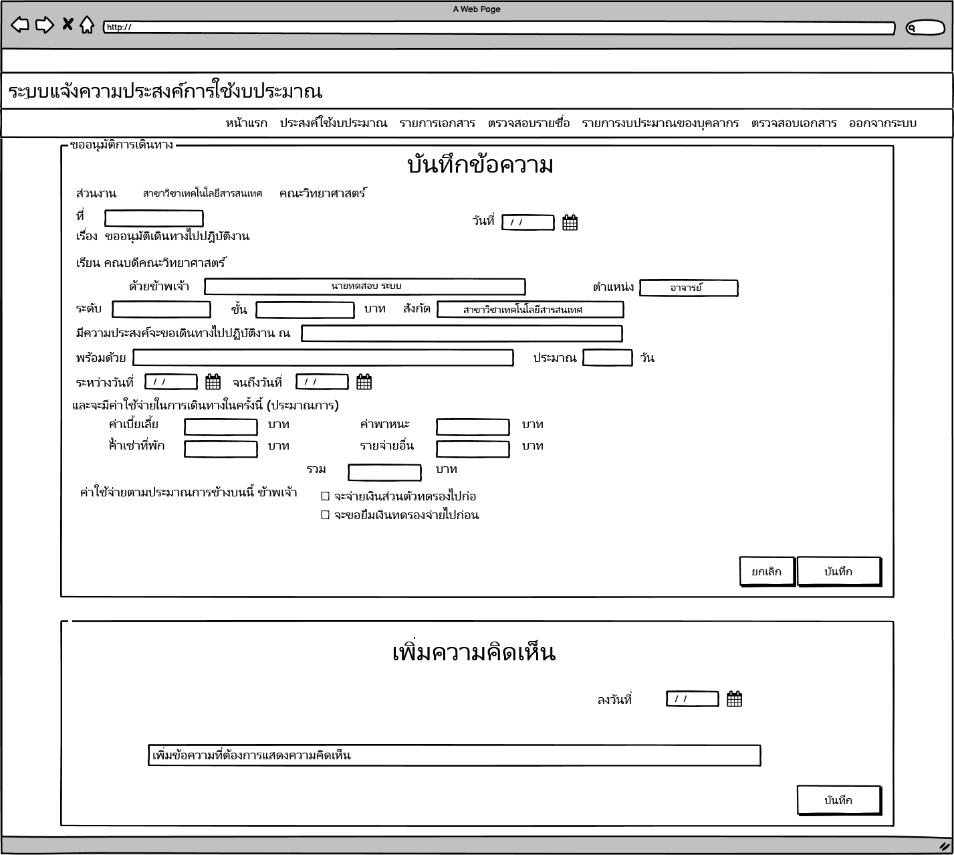 A Web Page
http://
ระบบแจ้งความประสงค์การใช้งบประมาณ
หน้าแรก ประสงค์ใช้งบประมาณ รายการเอกสาร ตรวจสอบรายชื่อ รายการงบประมาณของบุคลากร ตรวจสอบเอกสาร ออกจากระบบ
ขออนุมัติการเดินทาง
บันทึกข้อความ
ส่วนงาน สาขาวิชาเทคโนโลยีสารสนเทศ คณะวิทยาศาสตร์
ที่ วันที่ / /
เรื่อง ขออนุมัติเดินทางไปปฎิบัติงาน
เรียน คณบดีคณะวิทยาศาสตร์
ด้วยข้าพเจ้า นายทดสอบ ระบบ ตำแหน่ง อาจารย์
ระดับ ขั้น บาท สังกัด สาขาวิชาเทคโนโลยีสารสนเทศ
มีความประสงค์จะขอเดินทางไปปฏิบัติงาน ณ
พร้อมด้วย ประมาณ วัน
ระหว่างวันที่ / / จนถึงวันที่ / /
และจะมีค่าใช้จ่ายในการเดินทางในครั้งนี้ (ประมาณการ)
ค่าเบี้ยเลี้ย บาท ค่าพาหนะ บาท
ค้าเช่าที่พัก บาท รายจ่ายอื่น บาท
รวม บาท
ค่าใช้จ่ายตามประมาณการข้างบนนี้ ข้าพเจ้า จะจ่ายเงินส่วนตัวทดรองไปก่อ
จะขอยืมเงินทดรองจ่ายไปก่อน
ยกเลิก บันทึก
เพิ่มความคิดเห็น
ลงวันที่ / /
เพิ่มข้อความที่ต้องการแสดงความคิดเห็น
บันทึก